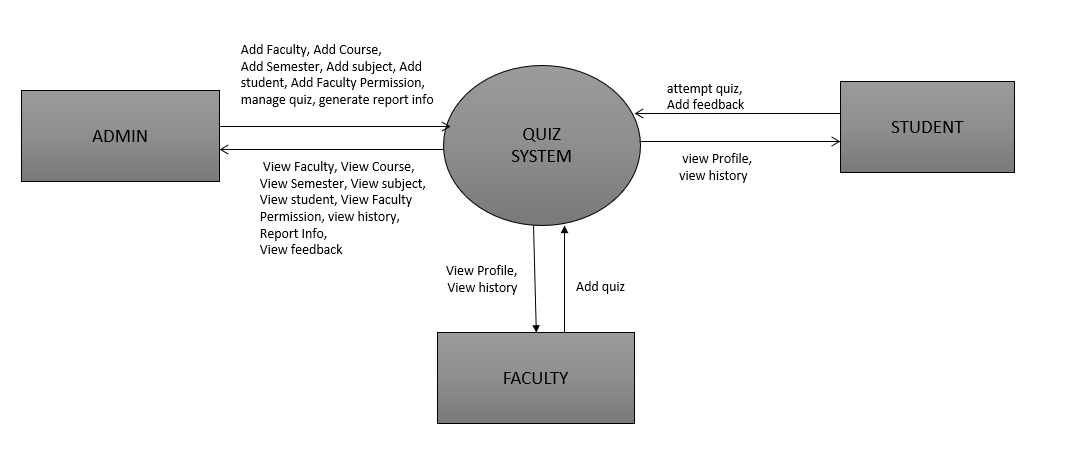 Add Faculty, Add Course,
Add Semester, Add subject, Add
student, Add Faculty Permission,
manage quiz, generate report info
ADMIN
View Faculty, View Course,
View Semester, View subject,
View student, View Faculty
Permission, view history,
Report Info,
View feedback
QUIZ
SYSTEM
attempt quiz,
Add feedback
STUDENT
view Profile,
view history
View Profile,
View history
Add quiz
FACULTY